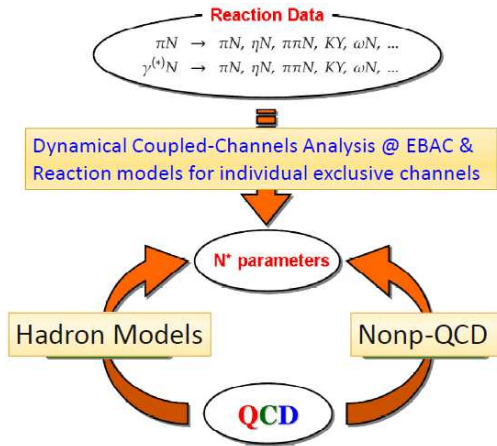 Reaction Data
πN → πN, ηN, ππN, KY, ωN, ...
γ(*)N → πN, ηN, ππN, KY, ωN, ...
Dynamical Coupled-Channels Analysis @ EBAC &
Reaction models for individual exclusive channels
N* parameters
Hadron Models
Nonp-QCD
QCD